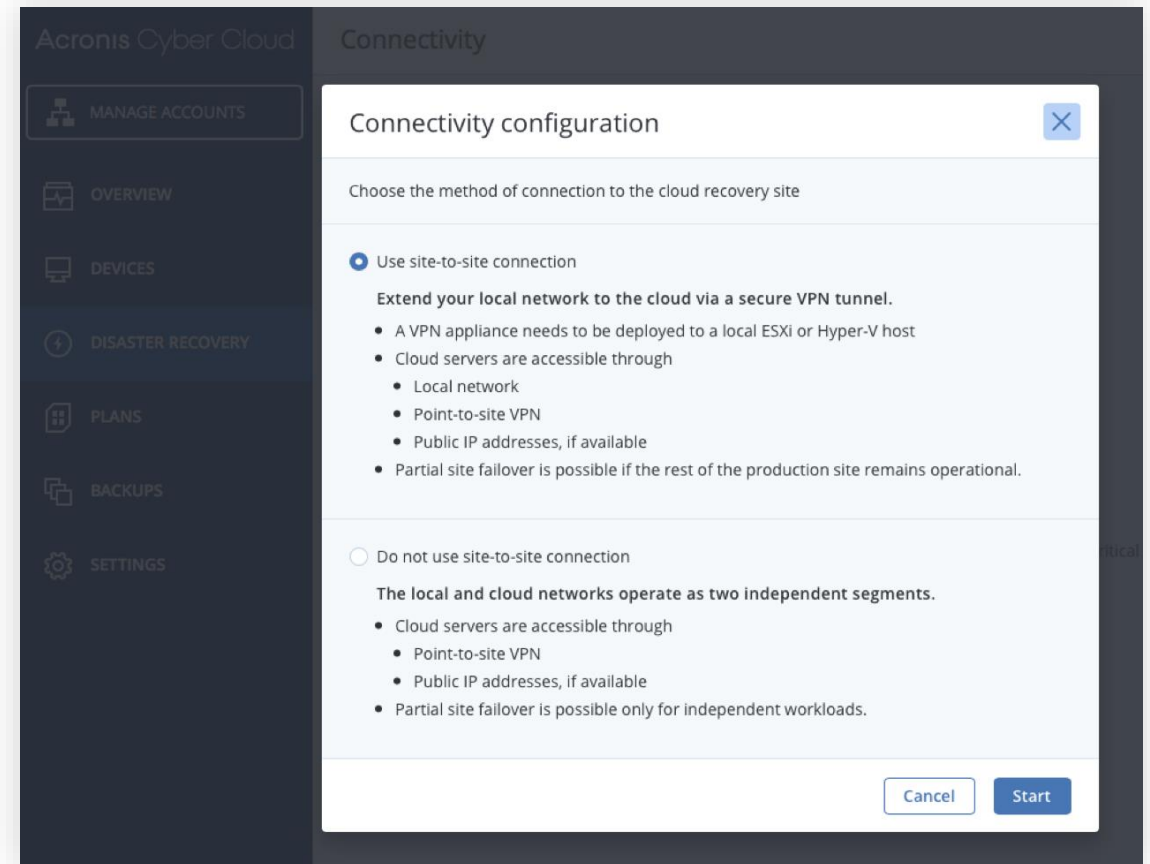 Acronis Cyber Cloud
Connectivity
MANAGE ACCOUNTS
OVERVIEW
DEVICES
DISASTER RECOVERY
PLANS
BACKUPS
SETTINGS
Connectivity configuration
Choose the method of connection to the cloud recovery site
Use site-to-site connection
Extend your local network to the cloud via a secure VPN tunnel.
• A VPN appliance needs to be deployed to a local ESXi or Hyper-V host
• Cloud servers are accessible through
• Local network
• Point-to-site VPN
• Public IP addresses, if available
• Partial site failover is possible if the rest of the production site remains operational.
Do not use site-to-site connection
The local and cloud networks operate as two independent segments.
• Cloud servers are accessible through
• Point-to-site VPN
• Public IP addresses, if available
• Partial site failover is possible only for independent workloads.
ritical
Cancel
Start